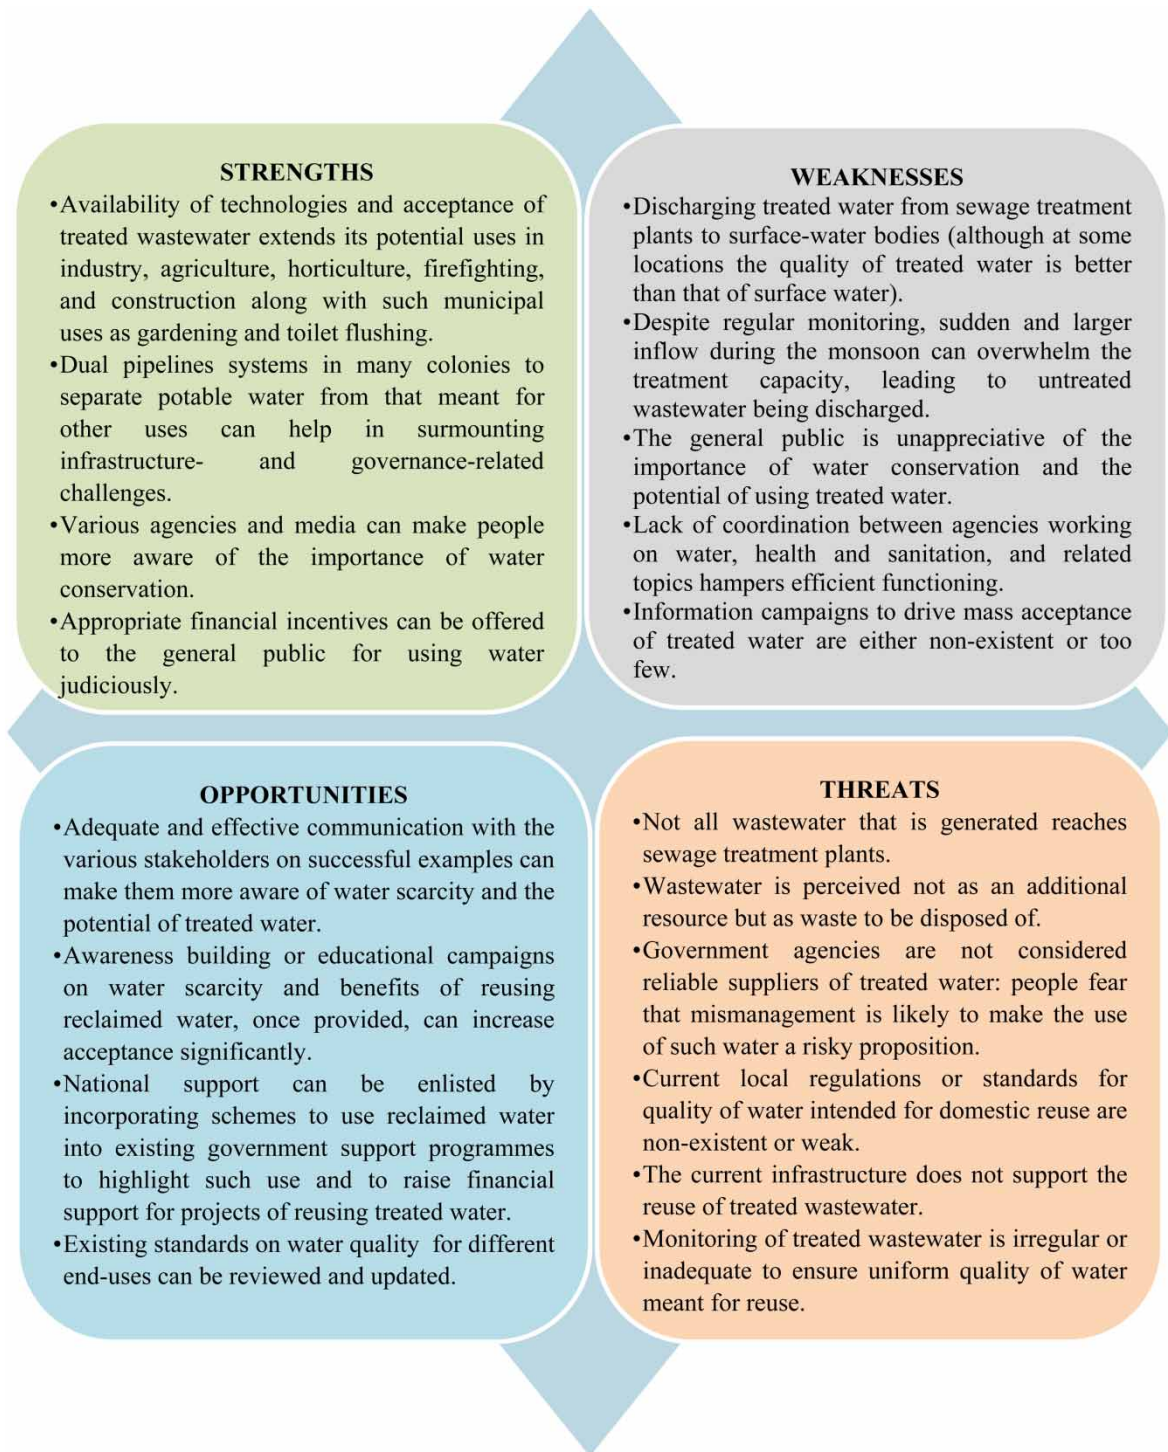 STRENGTHS
•Availability of technologies and acceptance of
treated wastewater extends its potential uses in
industry, agriculture, horticulture, firefighting,
and construction along with such municipal
uses as gardening and toilet flushing.
•Dual pipelines systems in many colonies to
separate potable water from that meant for
other uses can help in surmounting
infrastructure- and governance-related
challenges.
•Various agencies and media can make people
more aware of the importance of water
conservation.
•Appropriate financial incentives can be offered
to the general public for using water
judiciously.
WEAKNESSES
•Discharging treated water from sewage treatment
plants to surface-water bodies (although at some
locations the quality of treated water is better
than that of surface water).
•Despite regular monitoring, sudden and larger
inflow during the monsoon can overwhelm the
treatment capacity, leading to untreated
wastewater being discharged.
•The general public is unappreciative of the
importance of water conservation and the
potential of using treated water.
•Lack of coordination between agencies working
on water, health and sanitation, and related
topics hampers efficient functioning.
•Information campaigns to drive mass acceptance
of treated water are either non-existent or too
few.
OPPORTUNITIES
•Adequate and effective communication with the
various stakeholders on successful examples can
make them more aware of water scarcity and the
potential of treated water.
•Awareness building or educational campaigns
on water scarcity and benefits of reusing
reclaimed water, once provided, can increase
acceptance significantly.
•National support can be enlisted by
incorporating schemes to use reclaimed water
into existing government support programmes
to highlight such use and to raise financial
support for projects of reusing treated water.
•Existing standards on water quality for different
end-uses can be reviewed and updated.
THREATS
•Not all wastewater that is generated reaches
sewage treatment plants.
•Wastewater is perceived not as an additional
resource but as waste to be disposed of.
•Government agencies are not considered
reliable suppliers of treated water: people fear
that mismanagement is likely to make the use
of such water a risky proposition.
•Current local regulations or standards for
quality of water intended for domestic reuse are
non-existent or weak.
•The current infrastructure does not support the
reuse of treated wastewater.
•Monitoring of treated wastewater is irregular or
inadequate to ensure uniform quality of water
meant for reuse.